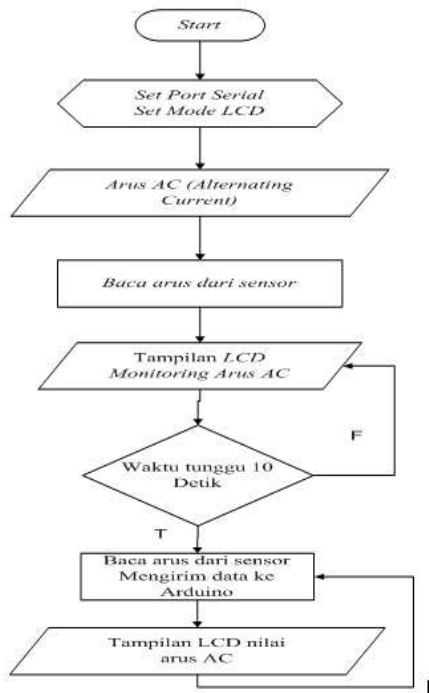 Start
Set Port Serial
Set Mode LCD
Arus AC (Alternating
Current)
Baca arus dari sensor
Tampilan LCD
Monitoring Arus AC
F
Waktu tunggu 10
Detik
T
Baca arus dari sensor
Mengirim data ke
Arduino
Tampilan LCD nilai
arus AC